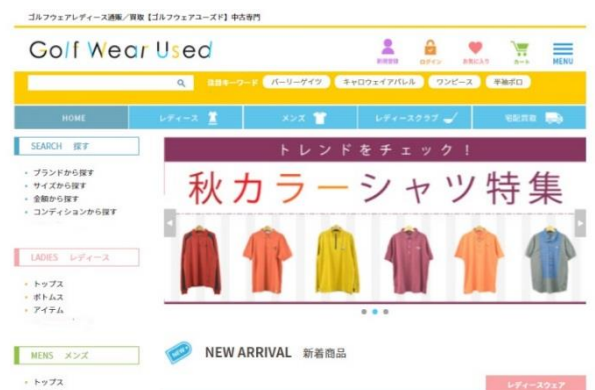 ゴルフウェアレディース通販／買取【ゴルフウェアユーズド】中古専門
Golf Wear Used
新規登録 ログイン お気に入り カート MENU
注目キーワード パーリーゲイツ キャロウェイアパレル ワンピース 半袖ポロ
HOME レディース メンズ レディースクラブ 宅配買取
SEARCH 探す
ブランドから探す
サイズから探す
金額から探す
コンディションから探す
トレンドをチェック！
秋カラーシャツ特集
LADIES レディース
トップス
ボトムス
アイテム
NEW ARRIVAL 新着商品
MENS メンズ
トップス
レディースウェア